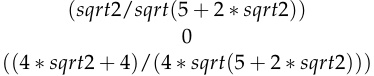 (sqrt2/sqrt(5 + 2 * sqrt2))
0
((4 * sqrt2 + 4)/(4 * sqrt(5 + 2 * sqrt2)))